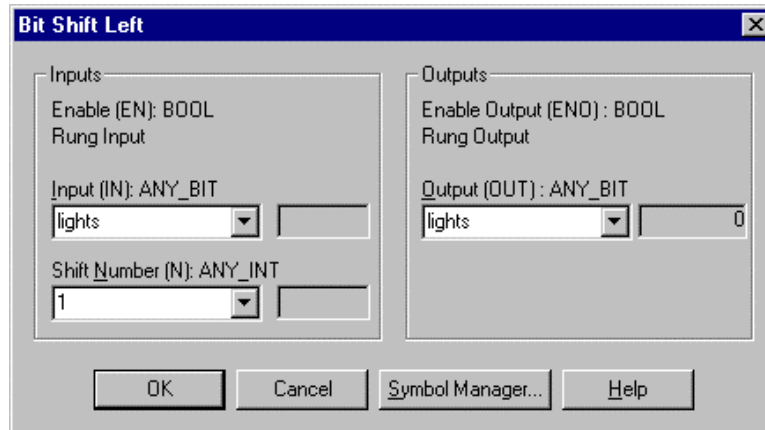 Bit Shift Left
Inputs
Enable (EN): BOOL
Rung Input
Input (IN): ANY_BIT
lights
Shift Number (N): ANY_INT
1
Outputs
Enable Output (ENO) : BOOL
Rung Output
Output (OUT) : ANY_BIT
lights
0
OK
Cancel
Symbol Manager...
Help